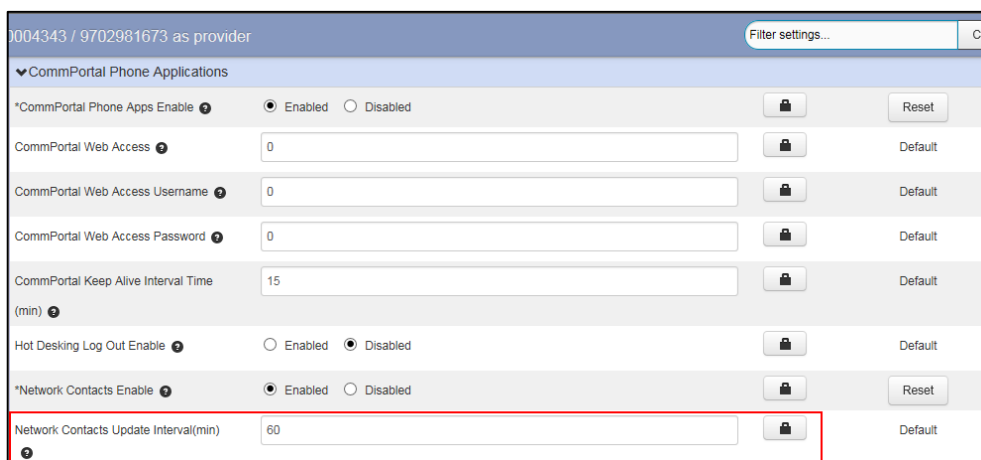 0004343 / 9702981673 as provider Filter settings... C
CommPortal Phone Applications
*CommPortal Phone Apps Enable ? Enabled Disabled Reset
CommPortal Web Access ? 0 Default
CommPortal Web Access Username ? 0 Default
CommPortal Web Access Password ? 0 Default
CommPortal Keep Alive Interval Time 15 Default
(min) ?
Hot Desking Log Out Enable ? Enabled Disabled Default
*Network Contacts Enable ? Enabled Disabled Reset
Network Contacts Update Interval(min) 60 Default
?